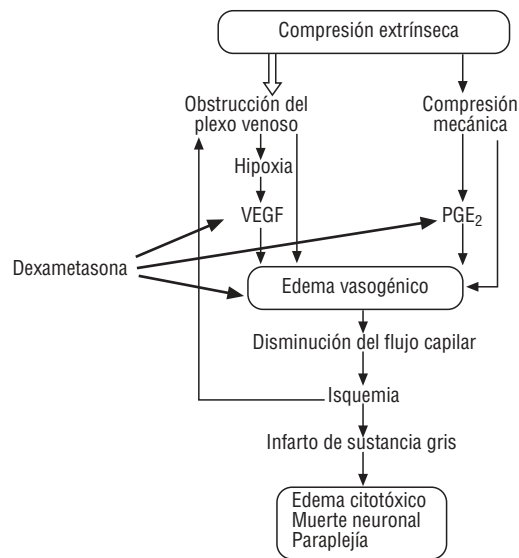 Compresión extrínseca
Obstrucción del
plexo venoso
Compresión
mecánica
Hipoxia
VEGF
PGE₂
Dexametasona
Edema vasogénico
Disminución del flujo capilar
Isquemia
Infarto de sustancia gris
Edema citotóxico
Muerte neuronal
Paraplejía